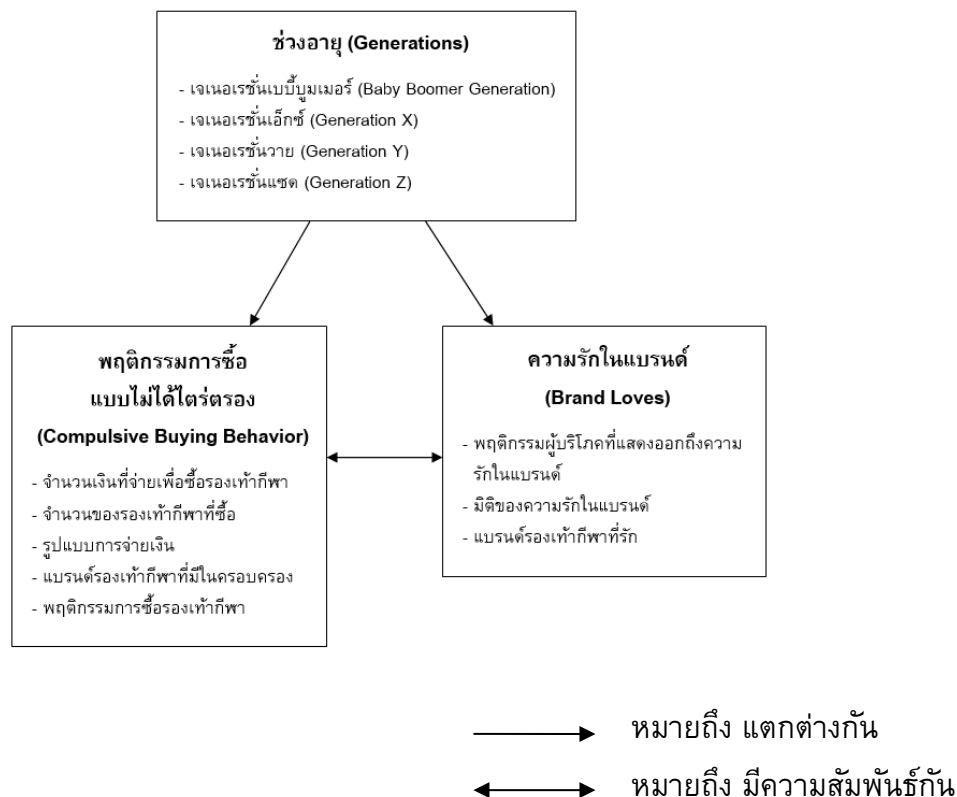 ช่วงอายุ (Generations)
- เจเนอเรชั่นเบบี้บูมเมอร์ (Baby Boomer Generation)
- เจเนอเรชั่นเอ็กซ์ (Generation X)
- เจเนอเรชั่นวาย (Generation Y)
- เจเนอเรชั่นแซด (Generation Z)
พฤติกรรมการซื้อ
แบบไม่ได้ไตร่ตรอง
(Compulsive Buying Behavior)
- จำนวนเงินที่จ่ายเพื่อซื้อรองเท้ากีฬา
- จำนวนของรองเท้ากีฬาที่ซื้อ
- รูปแบบการจ่ายเงิน
- แบรนด์รองเท้ากีฬาที่มีในครอบครอง
- พฤติกรรมการซื้อรองเท้ากีฬา
ความรักในแบรนด์
(Brand Loves)
- พฤติกรรมผู้บริโภคที่แสดงออกถึงความ
รักในแบรนด์
- มิติของความรักในแบรนด์
- แบรนด์รองเท้ากีฬาที่รัก
หมายถึง แตกต่างกัน
หมายถึง มีความสัมพันธ์กัน